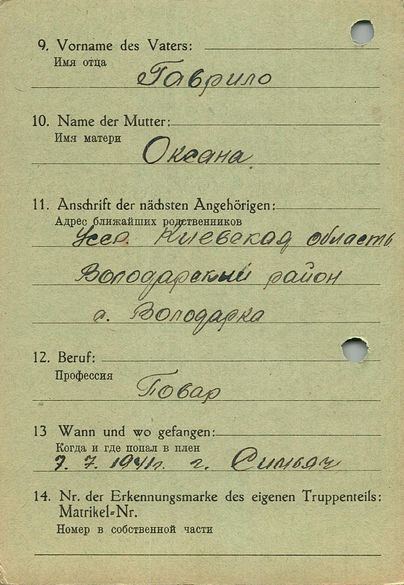 9. Vorname des Vaters:
Имя отца
Гаврило
10. Name der Mutter:
Имя матери
Оксана
11. Anschrift der nächsten Angehörigen:
Адрес ближайших родственников
Усср. Киевская область
Володарский район
с. Володарка
12. Beruf:
Профессия
Повар
13 Wann und wo gefangen:
Когда и где попал в плен
7. 7. 1941г. г.
14. Nr. der Erkennungsmarke des eigenen Truppenteils:
Matrikel-Nr.
Номер в собственной части